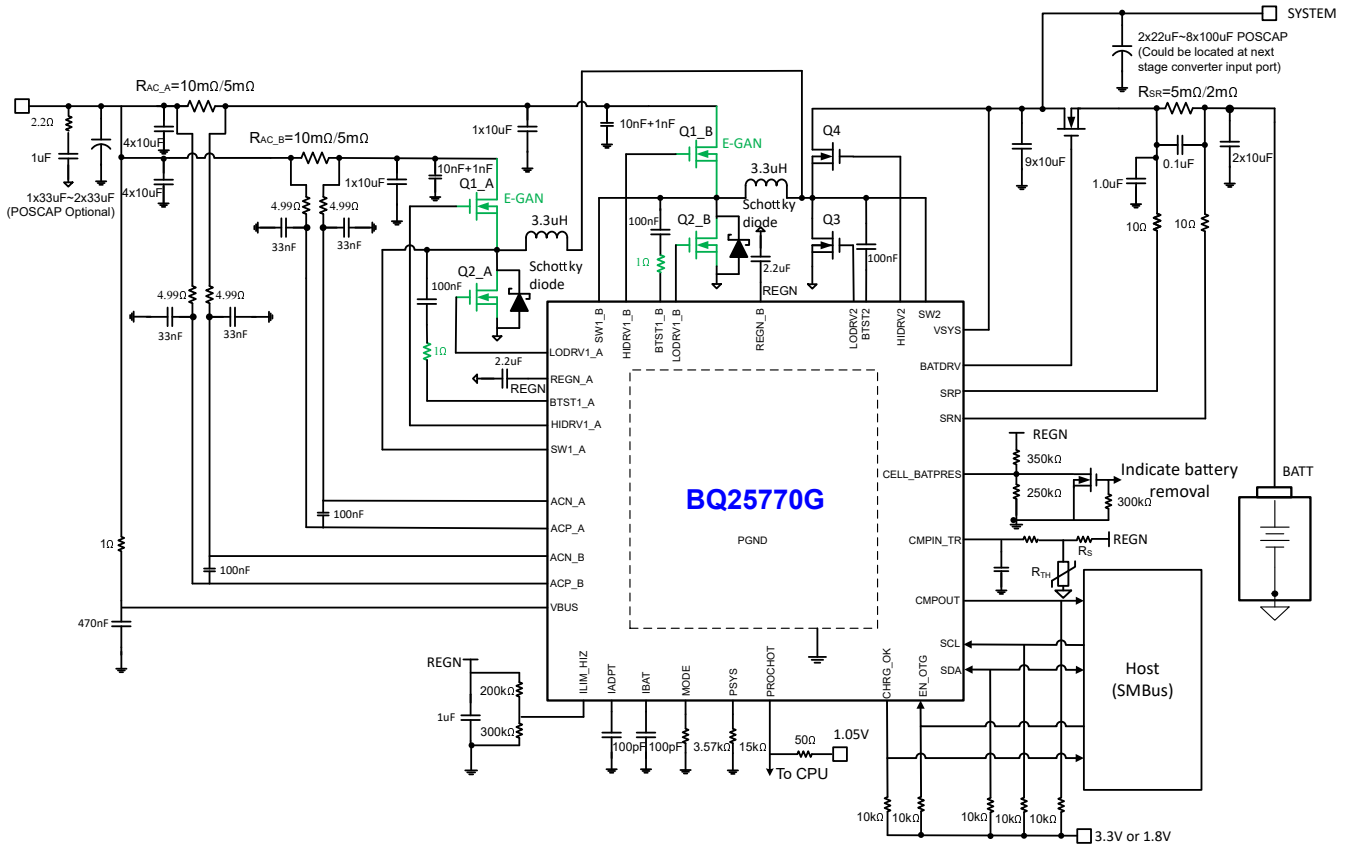 SYSTEM
2x22uF~8x100uF POSCAP
(Could be located at next
stage converter input port)
RAC_A=10mΩ/5mΩ
RSR=5mΩ/2mΩ
2.2Ω
1uF
4x10uF
RAC_B=10mΩ/5mΩ
1x10uF
10nF+1nF
Q1_B
E-GAN
Q4
9x10uF
0.1uF
2x10uF
1x33uF~2x33uF
(POSCAP Optional)
4x10uF
1x10uF
10nF+1nF
Q1_A
E-GAN
3.3uH
1.0uF
4.99Ω
4.99Ω
33nF
33nF
3.3uH
100nF
Q2_B
Schottky
diode
Q3
10Ω
10Ω
1Ω
2.2uF
REGN
100nF
Q2_A
Schottky
diode
100nF
4.99Ω
4.99Ω
33nF
33nF
1Ω
2.2uF
REGN
SW1_B
HIDRV1_B
BTST1_B
LODRV1_B
REGN_B
LODRV2
BTST2
HIDRV2
SW2
VSYS
BATDRV
SRP
SRN
CELL_BATPRES
CMPIN_TR
CMPOUT
SCL
SDA
LODRV1_A
REGN_A
BTST1_A
HIDRV1_A
SW1_A
ACN_A
ACP_A
ACN_B
ACP_B
VBUS
100nF
100nF
1Ω
470nF
BQ25770G
PGND
REGN
350kΩ
250kΩ
Indicate battery
removal
300kΩ
BATT
RS
REGN
RTH
Host
(SMBus)
ILIM_HIZ
IADPT
IBAT
MODE
PSYS
PROCHOT
CHRG_OK
EN_OTG
REGN
200kΩ
1uF
300kΩ
100pF
100pF
3.57kΩ
15kΩ
50Ω
1.05V
To CPU
10kΩ
10kΩ
10kΩ
10kΩ
10kΩ
3.3V or 1.8V